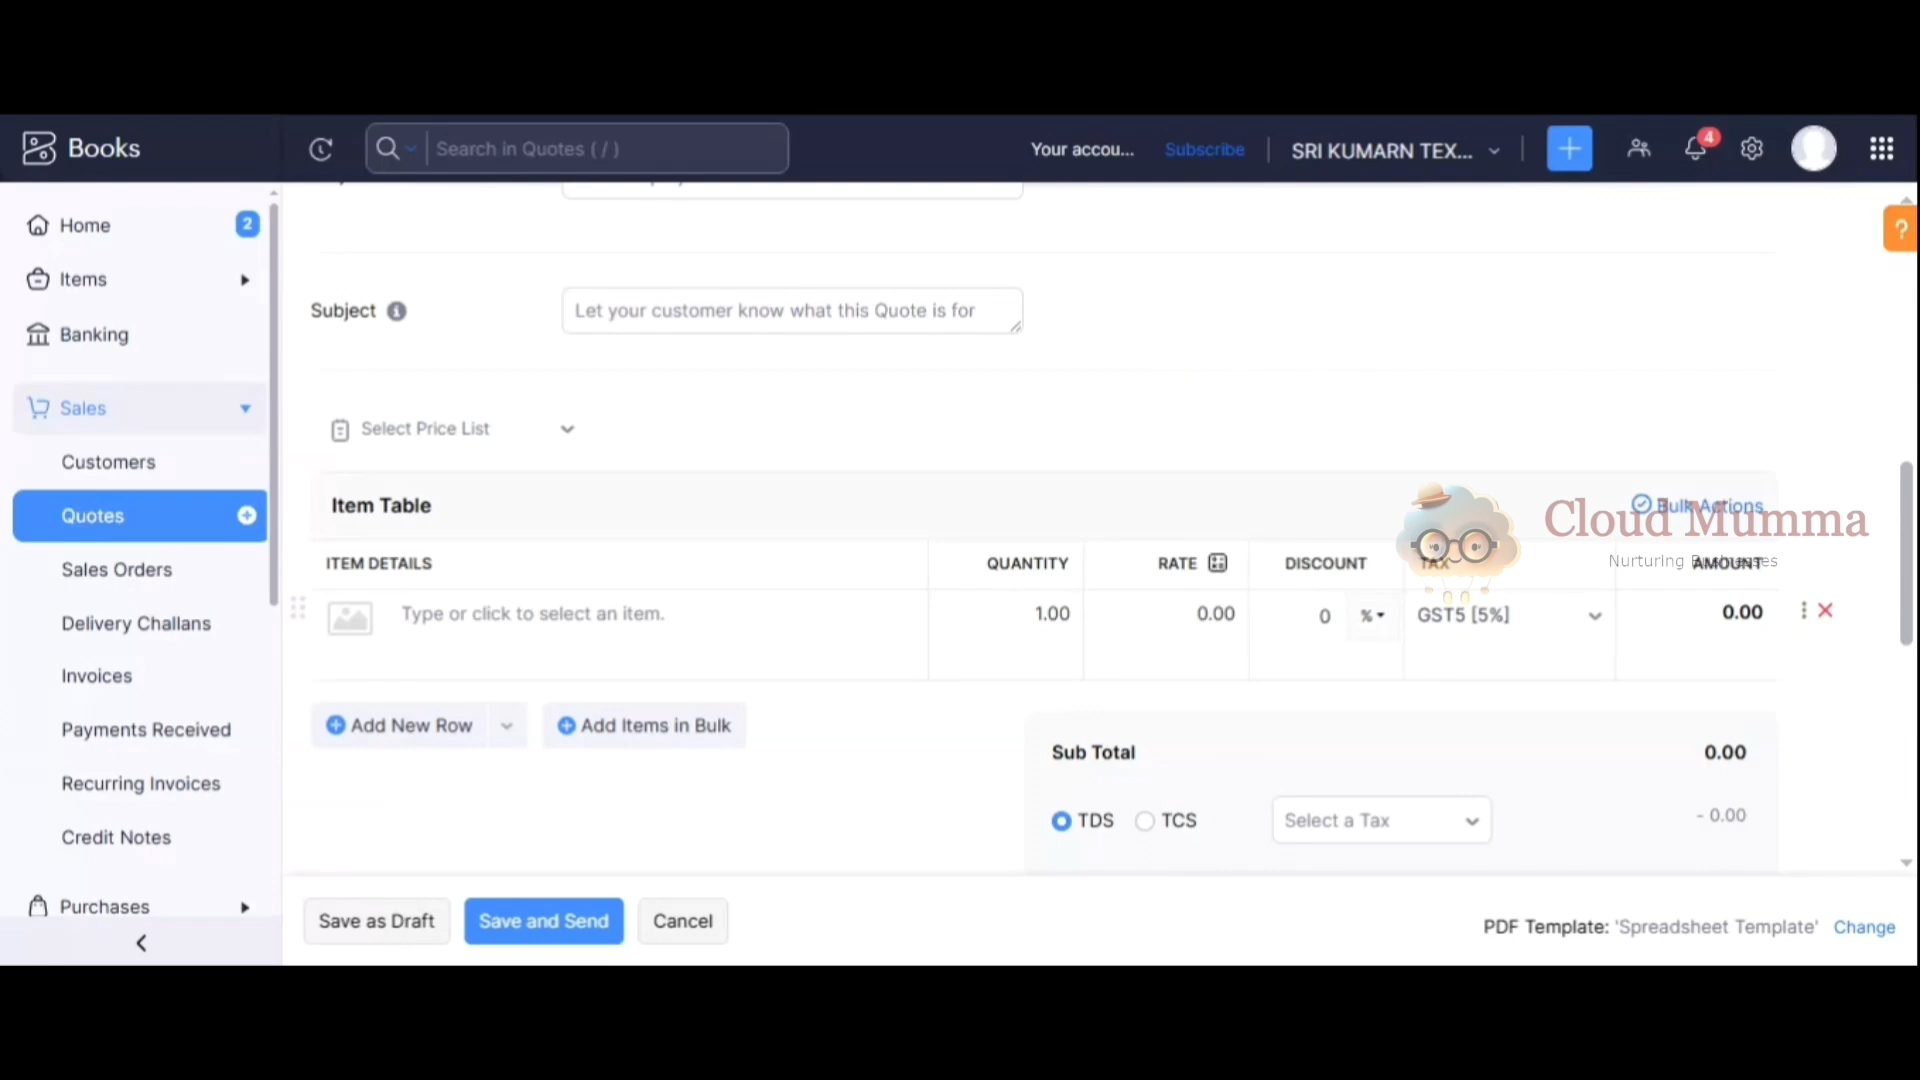 Books
Search in Quotes ( / )
Your accou...
Subscribe
SRI KUMARN TEX...
4
Home
2
Items
Banking
Sales
Customers
Quotes
Sales Orders
Delivery Challans
Invoices
Payments Received
Recurring Invoices
Credit Notes
Purchases
?
Subject
Let your customer know what this Quote is for
Select Price List
Item Table
Bulk Actions
Cloud Mumma
Nurturing Businesses
ITEM DETAILS
QUANTITY
RATE
DISCOUNT
TAX
AMOUNT
Type or click to select an item.
1.00
0.00
0
%
GST5 [5%]
0.00
Add New Row
Add Items in Bulk
Sub Total
0.00
TDS
TCS
Select a Tax
- 0.00
Save as Draft
Save and Send
Cancel
PDF Template: 'Spreadsheet Template' Change